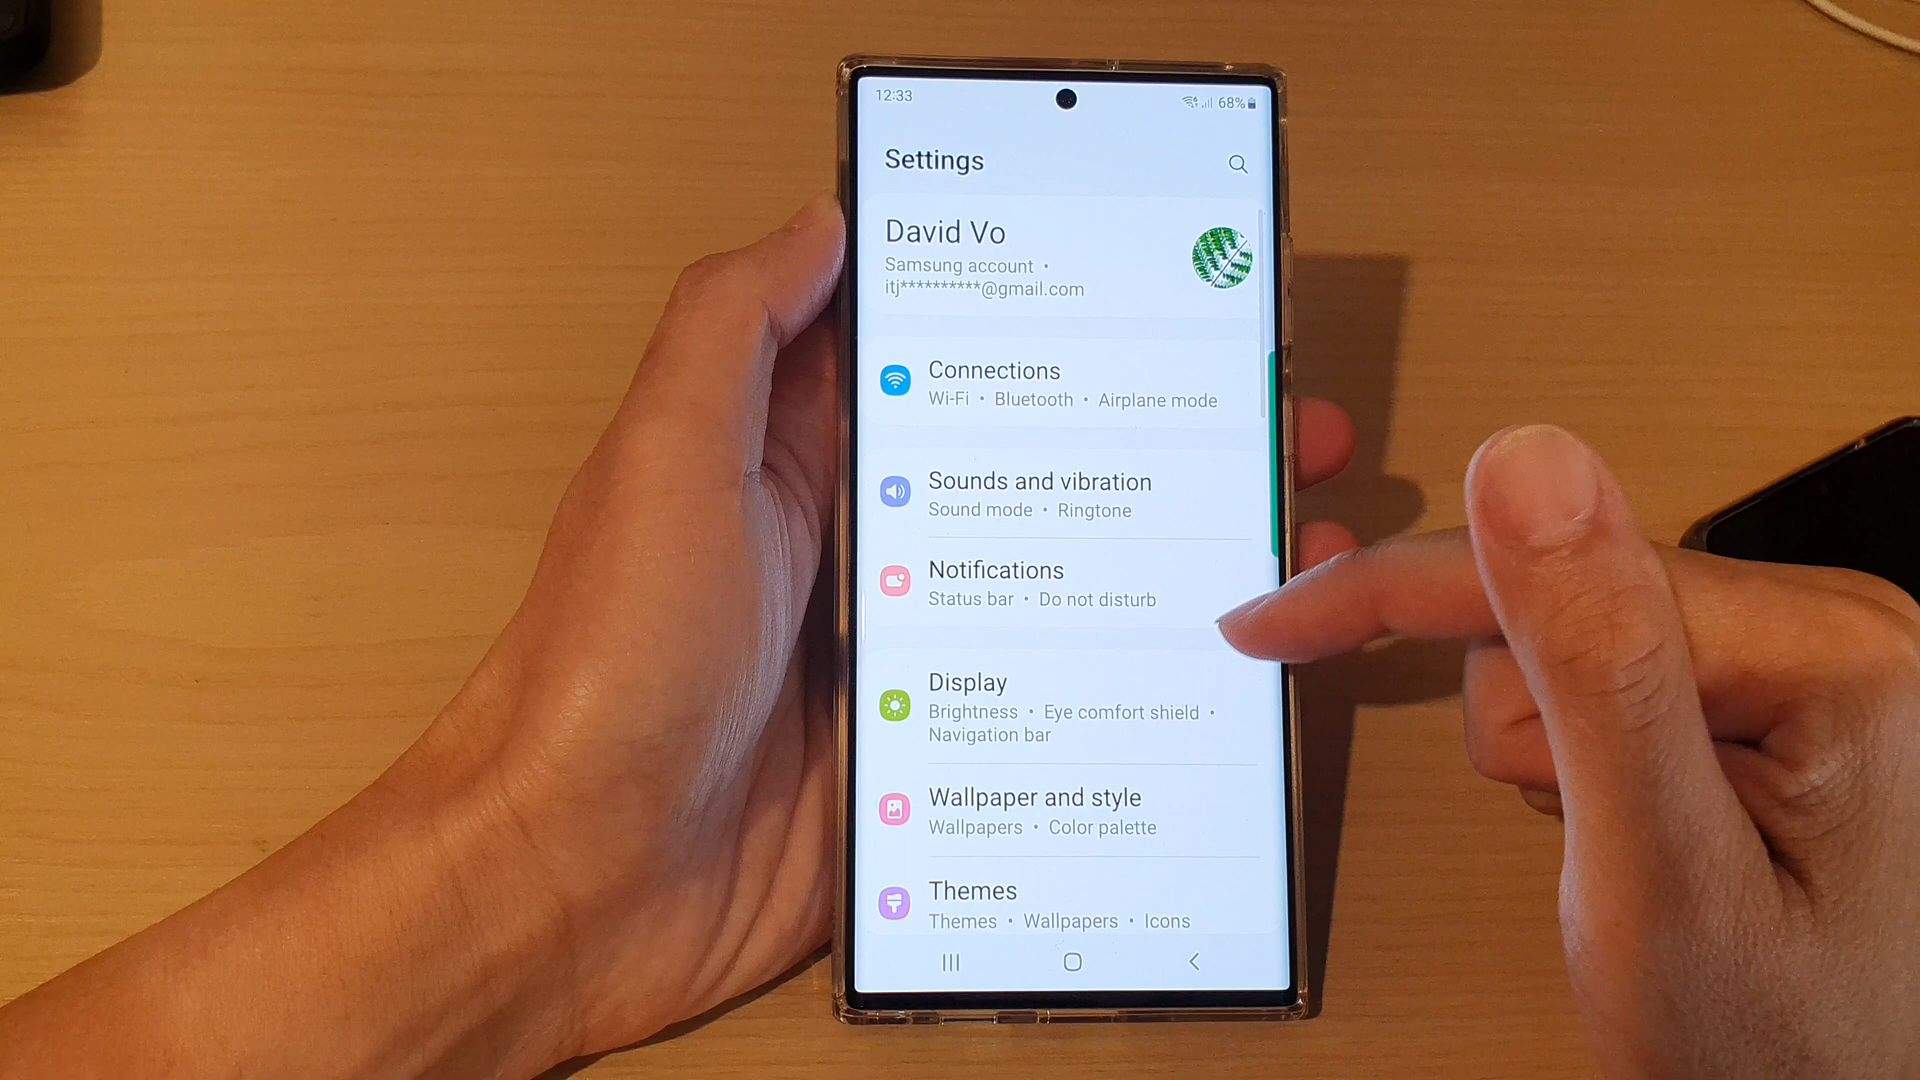 12:33
68%
Settings
David Vo
Samsung account •
itj**********@gmail.com
Connections
Wi-Fi • Bluetooth • Airplane mode
Sounds and vibration
Sound mode • Ringtone
Notifications
Status bar • Do not disturb
Display
Brightness • Eye comfort shield •
Navigation bar
Wallpaper and style
Wallpapers • Color palette
Themes
Themes • Wallpapers • Icons